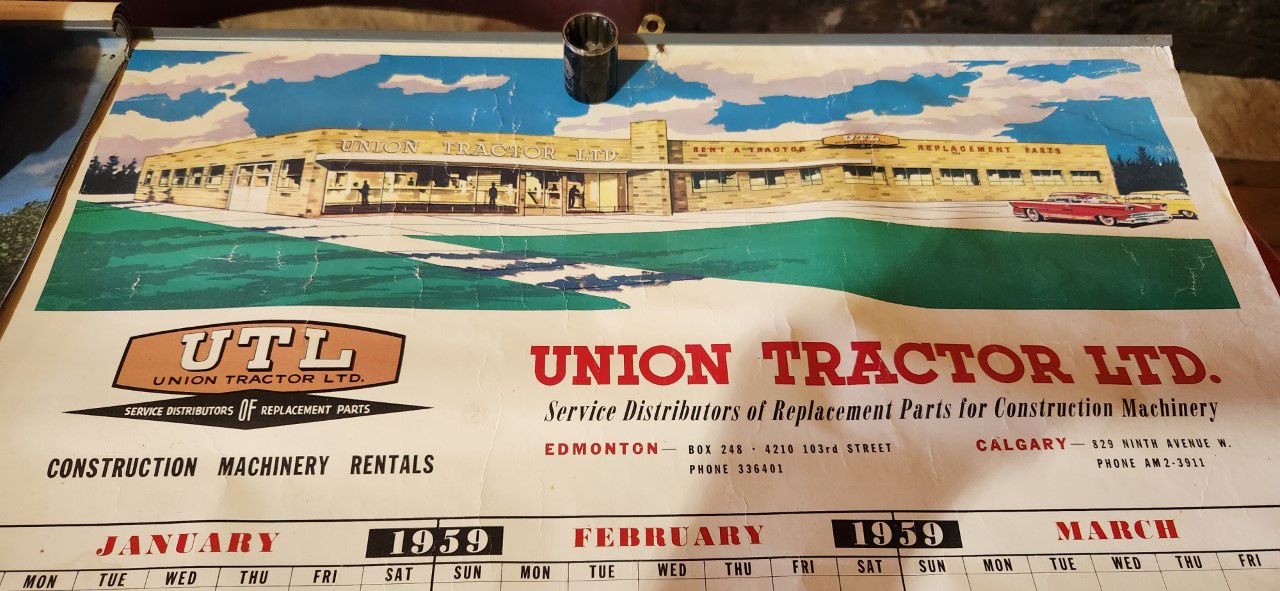 UNION TRACTOR LTD.
RENT A TRACTOR
REPLACEMENT PARTS
UTL
UNION TRACTOR LTD.
SERVICE DISTRIBUTORS OF REPLACEMENT PARTS
CONSTRUCTION MACHINERY RENTALS
UNION TRACTOR LTD.
Service Distributors of Replacement Parts for Construction Machinery
EDMONTON— BOX 248 · 4210 103rd STREET
PHONE 336401
CALGARY— 829 NINTH AVENUE W.
PHONE AM2-3911
JANUARY 1959 FEBRUARY 1959 MARCH
MON TUE WED THU FRI SAT SUN MON TUE WED THU FRI SAT SUN MON TUE WED THU FRI